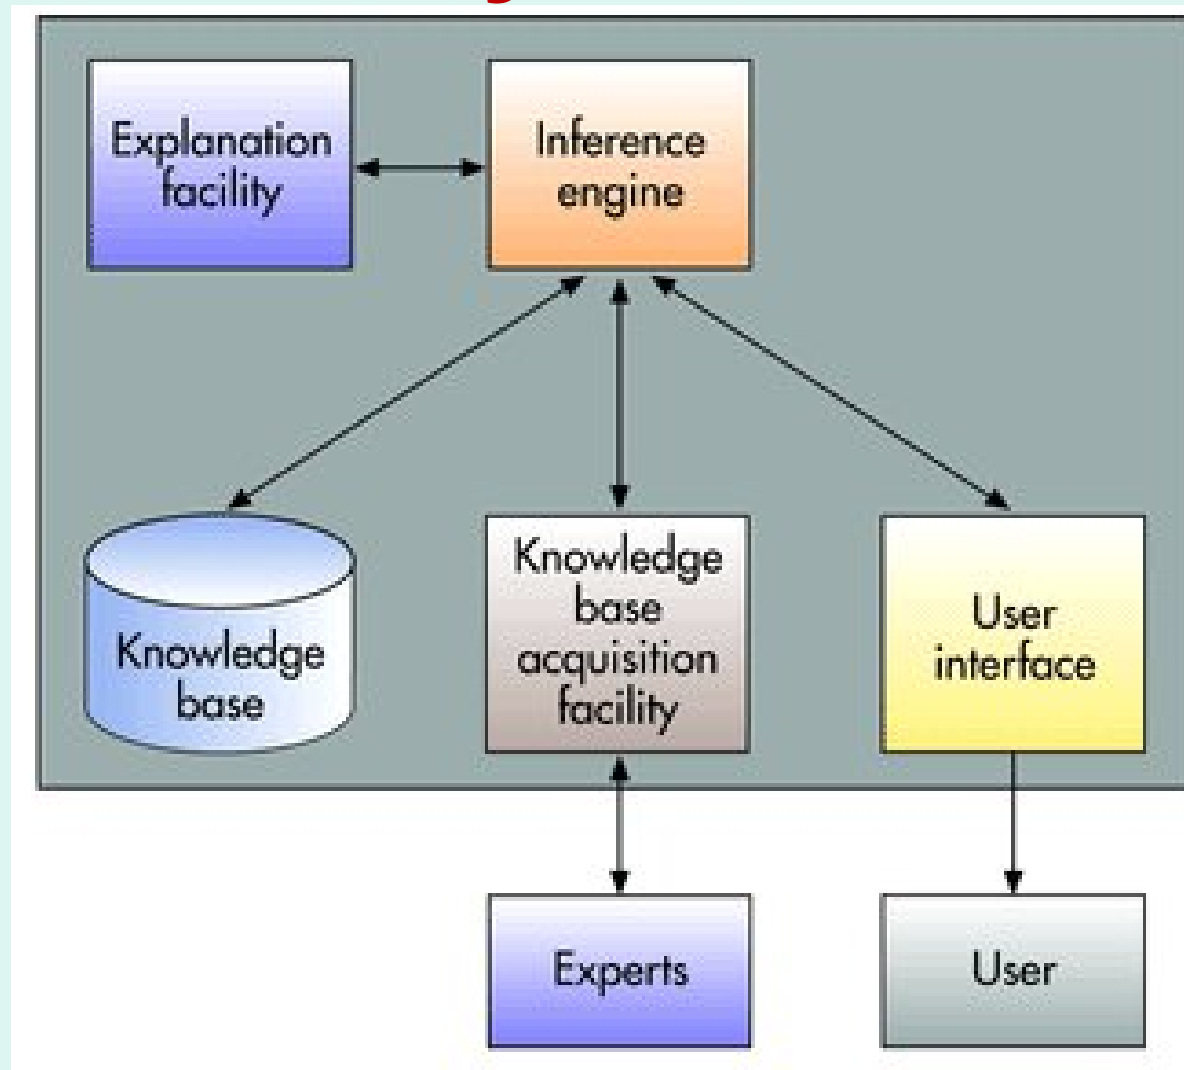 Explanation
facility
Inference
engine
Knowledge
base
Knowledge
base
acquisition
facility
User
interface
Experts
User